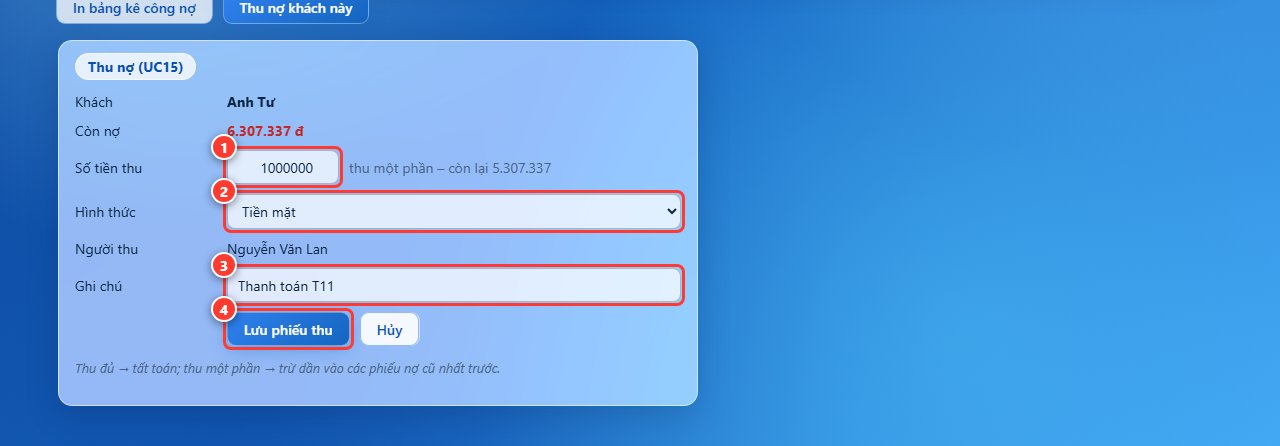 In bảng kê công nợ Thu nợ khách này
Thu nợ (UC15)
Khách Anh Tư
Còn nợ 6.307.337 đ
1
Số tiền thu 1000000 thu một phần – còn lại 5.307.337
2
Hình thức Tiền mặt
Người thu Nguyễn Văn Lan
3
Ghi chú Thanh toán T11
4
Lưu phiếu thu Hủy
Thu đủ → tất toán; thu một phần → trừ dần vào các phiếu nợ cũ nhất trước.